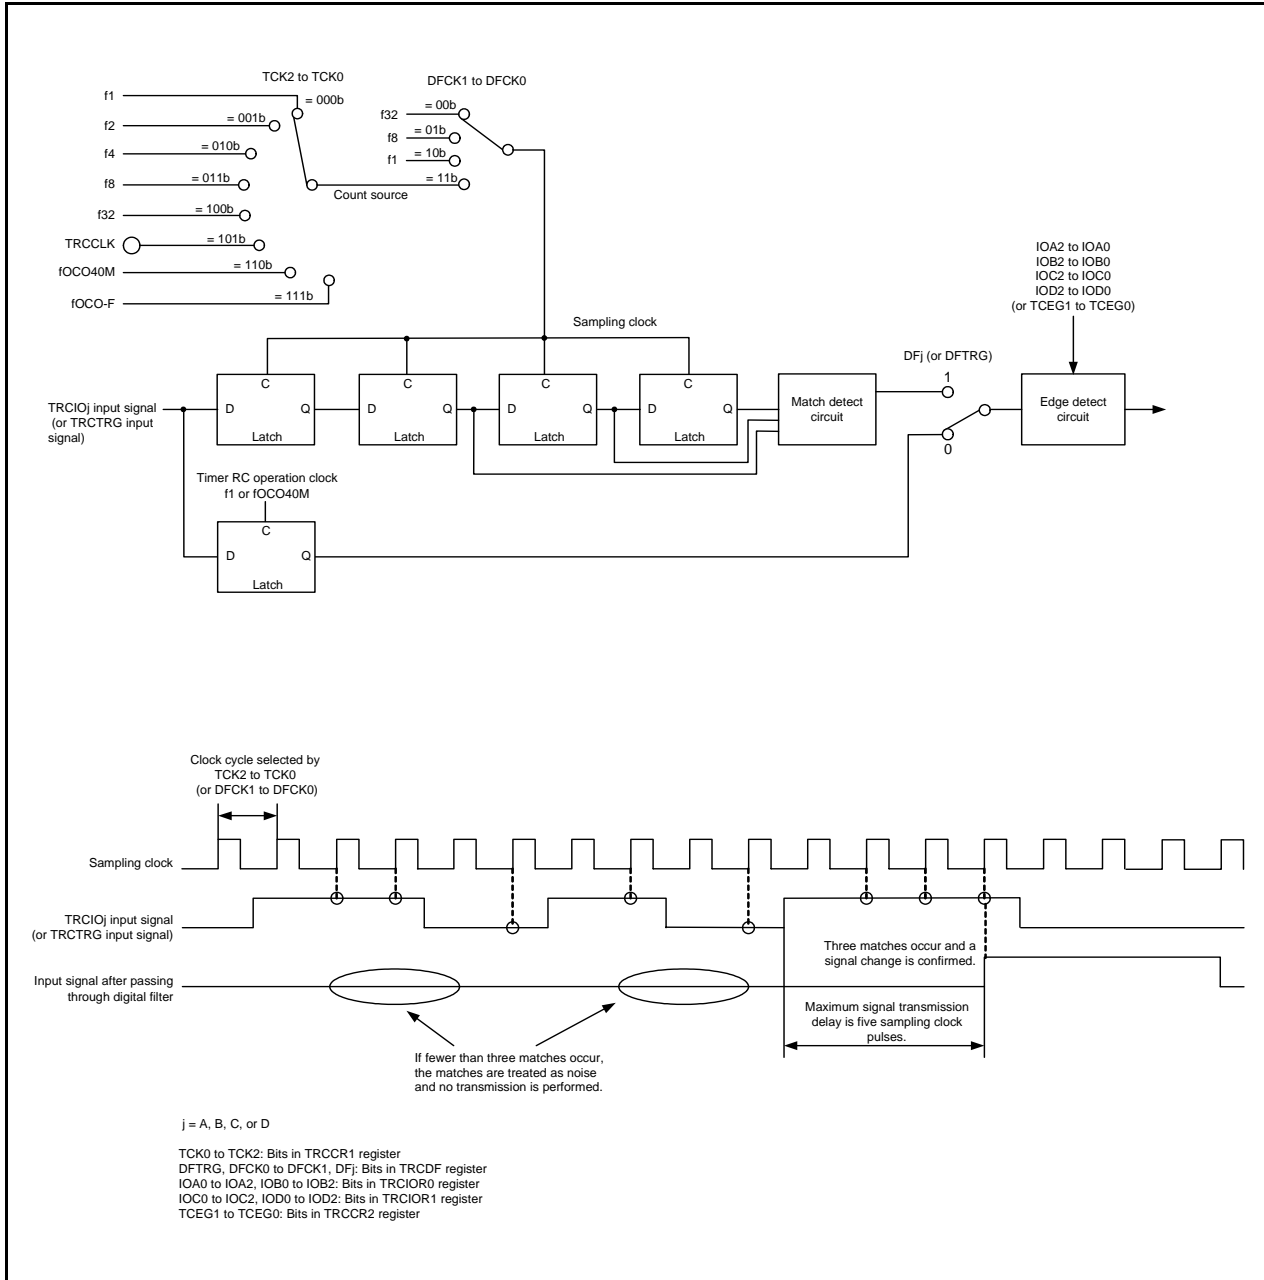 TCK2 to TCK0
DFCK1 to DFCK0
f1
= 000b
f2
= 001b
f4
= 010b
f8
= 011b
f32
= 100b
TRCCLK
= 101b
fOCO40M
= 110b
fOCO-F
= 111b
f32
= 00b
f8
= 01b
f1
= 10b
= 11b
Count source
Sampling clock
IOA2 to IOA0
IOB2 to IOB0
IOC2 to IOC0
IOD2 to IOD0
(or TCEG1 to TCEG0)
TRCIOj input signal
(or TRCTRG input
signal)
C
D
Q
Latch
C
D
Q
Latch
C
D
Q
Latch
C
D
Q
Latch
Match detect
circuit
DFj (or DFTRG)
1
0
Edge detect
circuit
Timer RC operation clock
f1 or fOCO40M
C
D
Q
Latch
Clock cycle selected by
TCK2 to TCK0
(or DFCK1 to DFCK0)
Sampling clock
TRCIOj input signal
(or TRCTRG input signal)
Three matches occur and a
signal change is confirmed.
Input signal after passing
through digital filter
Maximum signal transmission
delay is five sampling clock
pulses.
If fewer than three matches occur,
the matches are treated as noise
and no transmission is performed.
j = A, B, C, or D
TCK0 to TCK2: Bits in TRCCR1 register
DFTRG, DFCK0 to DFCK1, DFj: Bits in TRCDF register
IOA0 to IOA2, IOB0 to IOB2: Bits in TRCIOR0 register
IOC0 to IOC2, IOD0 to IOD2: Bits in TRCIOR1 register
TCEG1 to TCEG0: Bits in TRCCR2 register